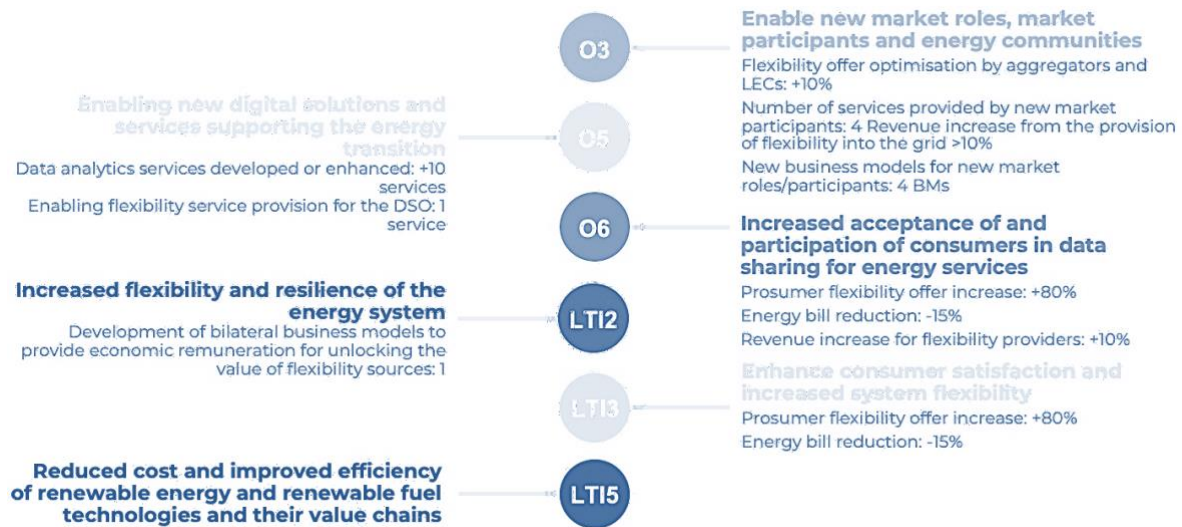 O3
Enable new market roles, market
participants and energy communities
Flexibility offer optimisation by aggregators and
LECs: +10%
Number of services provided by new market
participants: 4 Revenue increase from the provision
of flexibility into the grid >10%
New business models for new market
roles/participants: 4 BMs
Enabling new digital solutions and
services supporting the energy
transition
Data analytics services developed or enhanced: +10
services
Enabling flexibility service provision for the DSO: 1
service
O5
O6
Increased acceptance of and
participation of consumers in data
sharing for energy services
Prosumer flexibility offer increase: +80%
Energy bill reduction: -15%
Revenue increase for flexibility providers: +10%
Increased flexibility and resilience of the
energy system
Development of bilateral business models to
provide economic remuneration for unlocking the
value of flexibility sources: 1
LTI2
LTI3
Enhance consumer satisfaction and
increased system flexibility
Prosumer flexibility offer increase: +80%
Energy bill reduction: -15%
Reduced cost and improved efficiency
of renewable energy and renewable fuel
technologies and their value chains
LTI5